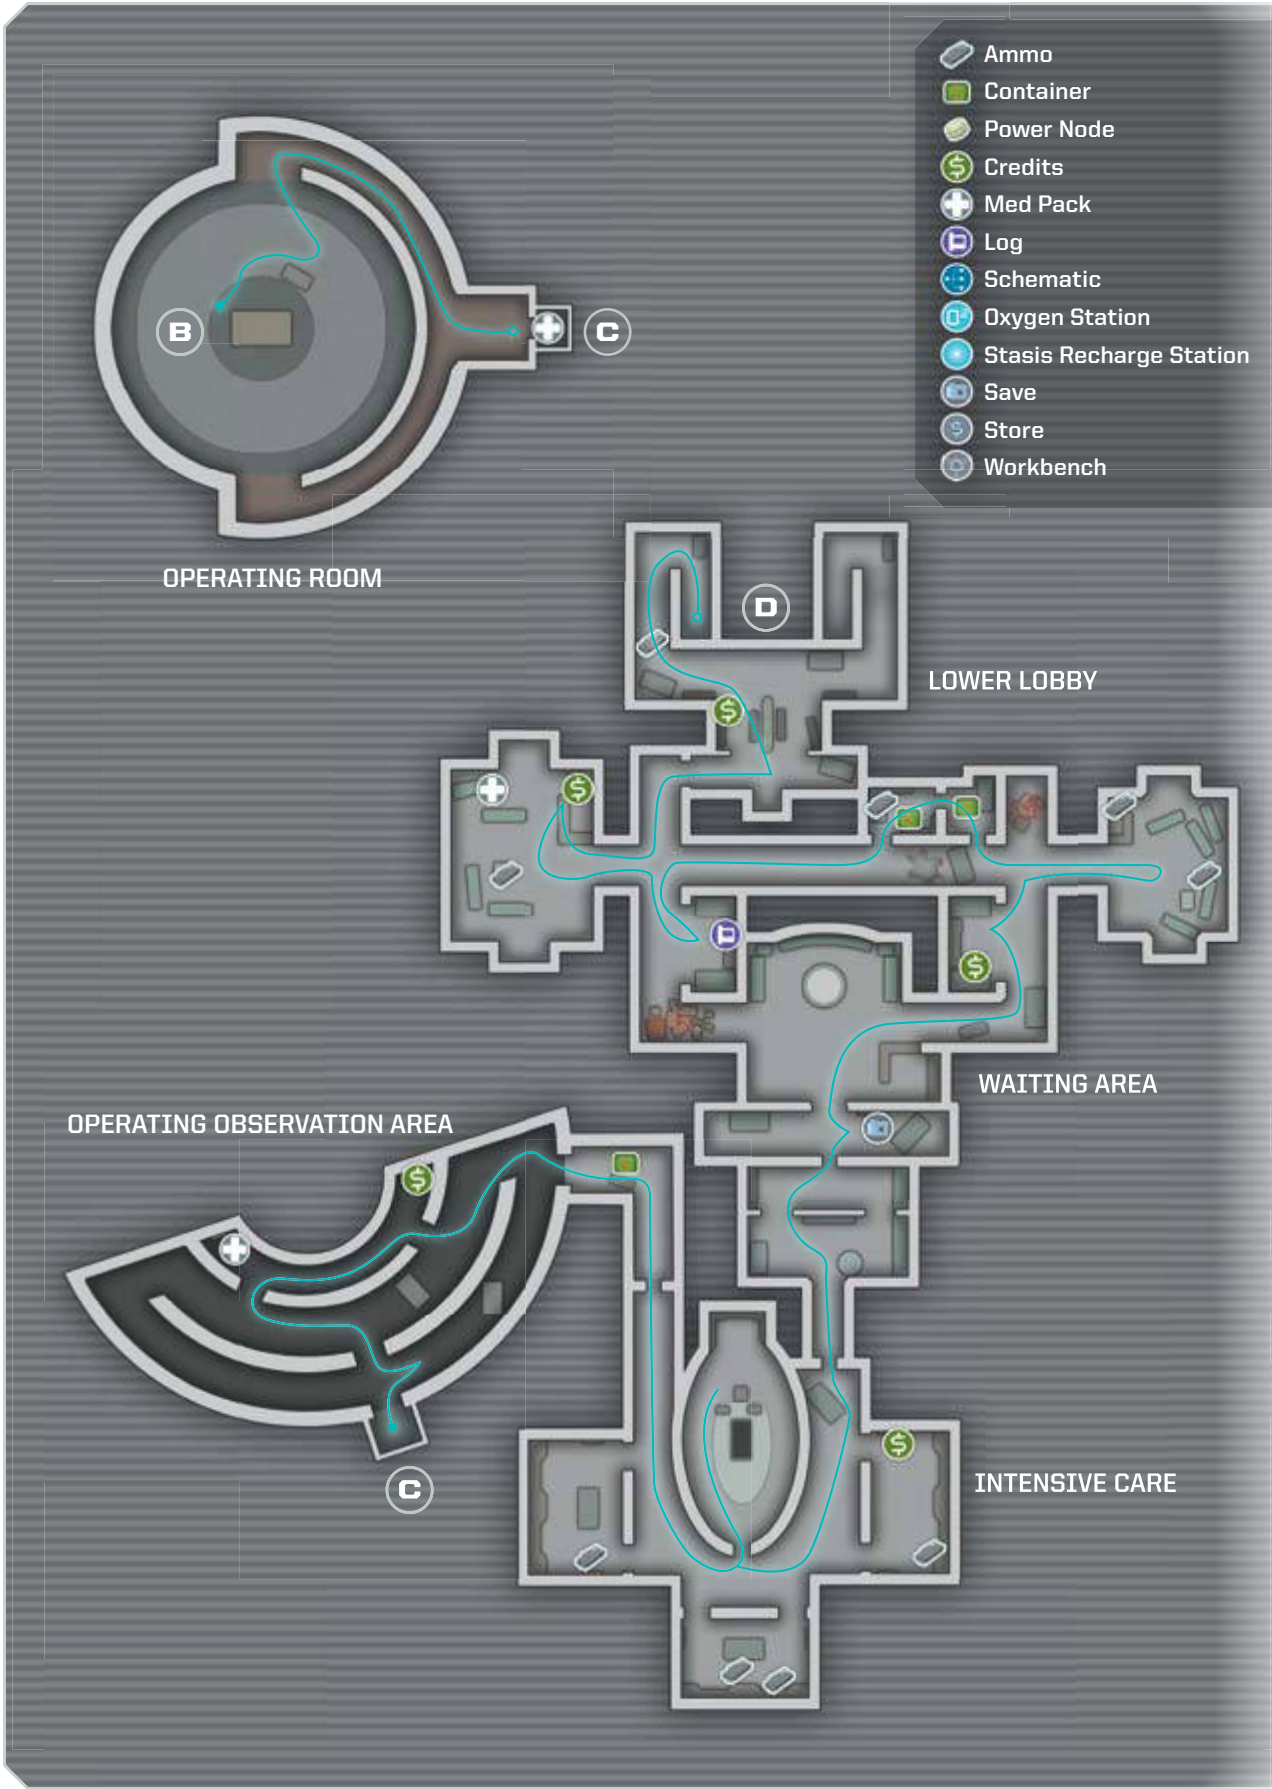 Ammo
Container
Power Node
Credits
Med Pack
Log
Schematic
Oxygen Station
Stasis Recharge Station
Save
Store
Workbench
B
C
OPERATING ROOM
D
LOWER LOBBY
WAITING AREA
OPERATING OBSERVATION AREA
C
INTENSIVE CARE